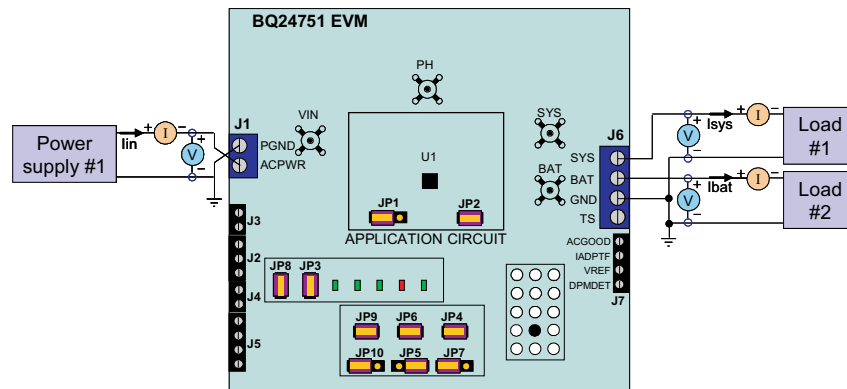 BQ24751 EVM
PH
VIN
SYS
J1
J6
Iin
+
I
−
+
V
−
Power
supply #1
PGND
ACPWR
U1
BAT
SYS
BAT
GND
TS
+
V
−
Isys
+
I
−
Load
#1
+
V
−
Ibat
+
I
−
Load
#2
JP1
JP2
APPLICATION CIRCUIT
J3
J2
J4
J5
JP8
JP3
ACGOOD
IADPTF
VREF
DPMDET
J7
JP9
JP6
JP4
JP10
JP5
JP7